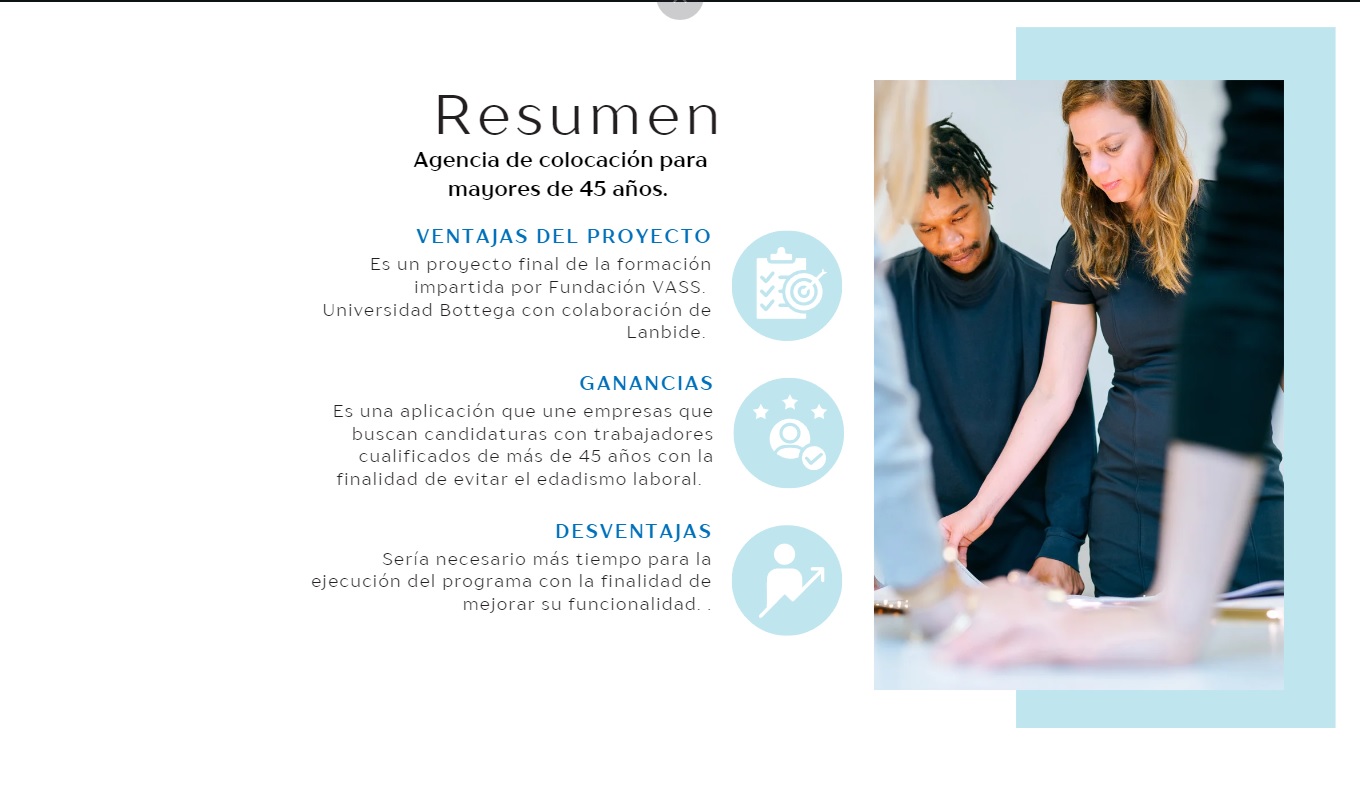 Resumen
Agencia de colocación para
mayores de 45 años.
VENTAJAS DEL PROYECTO
Es un proyecto final de la formación
impartida por Fundación VASS.
Universidad Bottega con colaboración de
Lanbide.
GANANCIAS
Es una aplicación que une empresas que
buscan candidaturas con trabajadores
cualificados de más de 45 años con la
finalidad de evitar el edadismo laboral.
DESVENTAJAS
Sería necesario más tiempo para la
ejecución del programa con la finalidad de
mejorar su funcionalidad. .